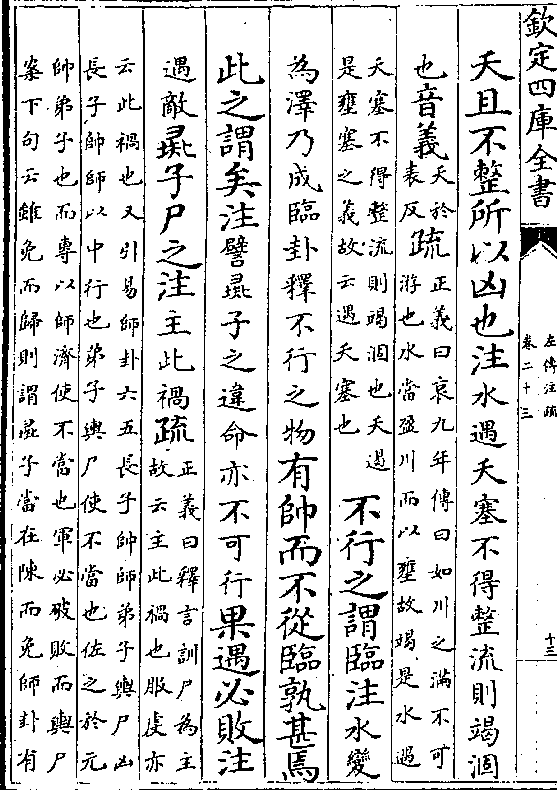 欽定四庫全書
左傳注疏
卷二十三
十三
夭且不整所以凶也注水遇夭塞不得整流則竭涸
也音義夭於表反疏正義曰哀九年傳曰如川之滿不可
游也水當盈川而以壅故竭是水遇
夭塞不得整流則竭涸也夭遏
是壅塞之義故云遇夭塞也
不行之謂臨注水變
為澤乃成臨卦釋不行之物有帥而不從臨孰甚焉
此之謂矣注譬彘子之違命亦不可行果遇必敗注
遇敵彘子尸之注主此禍疏正義曰釋言訓尸為主
故云主此禍也服虔亦
云此禍也又引易師卦六五長子帥師弟子輿尸凶
長子帥師以中行也弟子輿尸使不當也佐之於元
帥弟子也而專以師濟使不當也軍必破敗而輿尸
案下句云雖免而歸則謂彘子當在陳而免師卦有